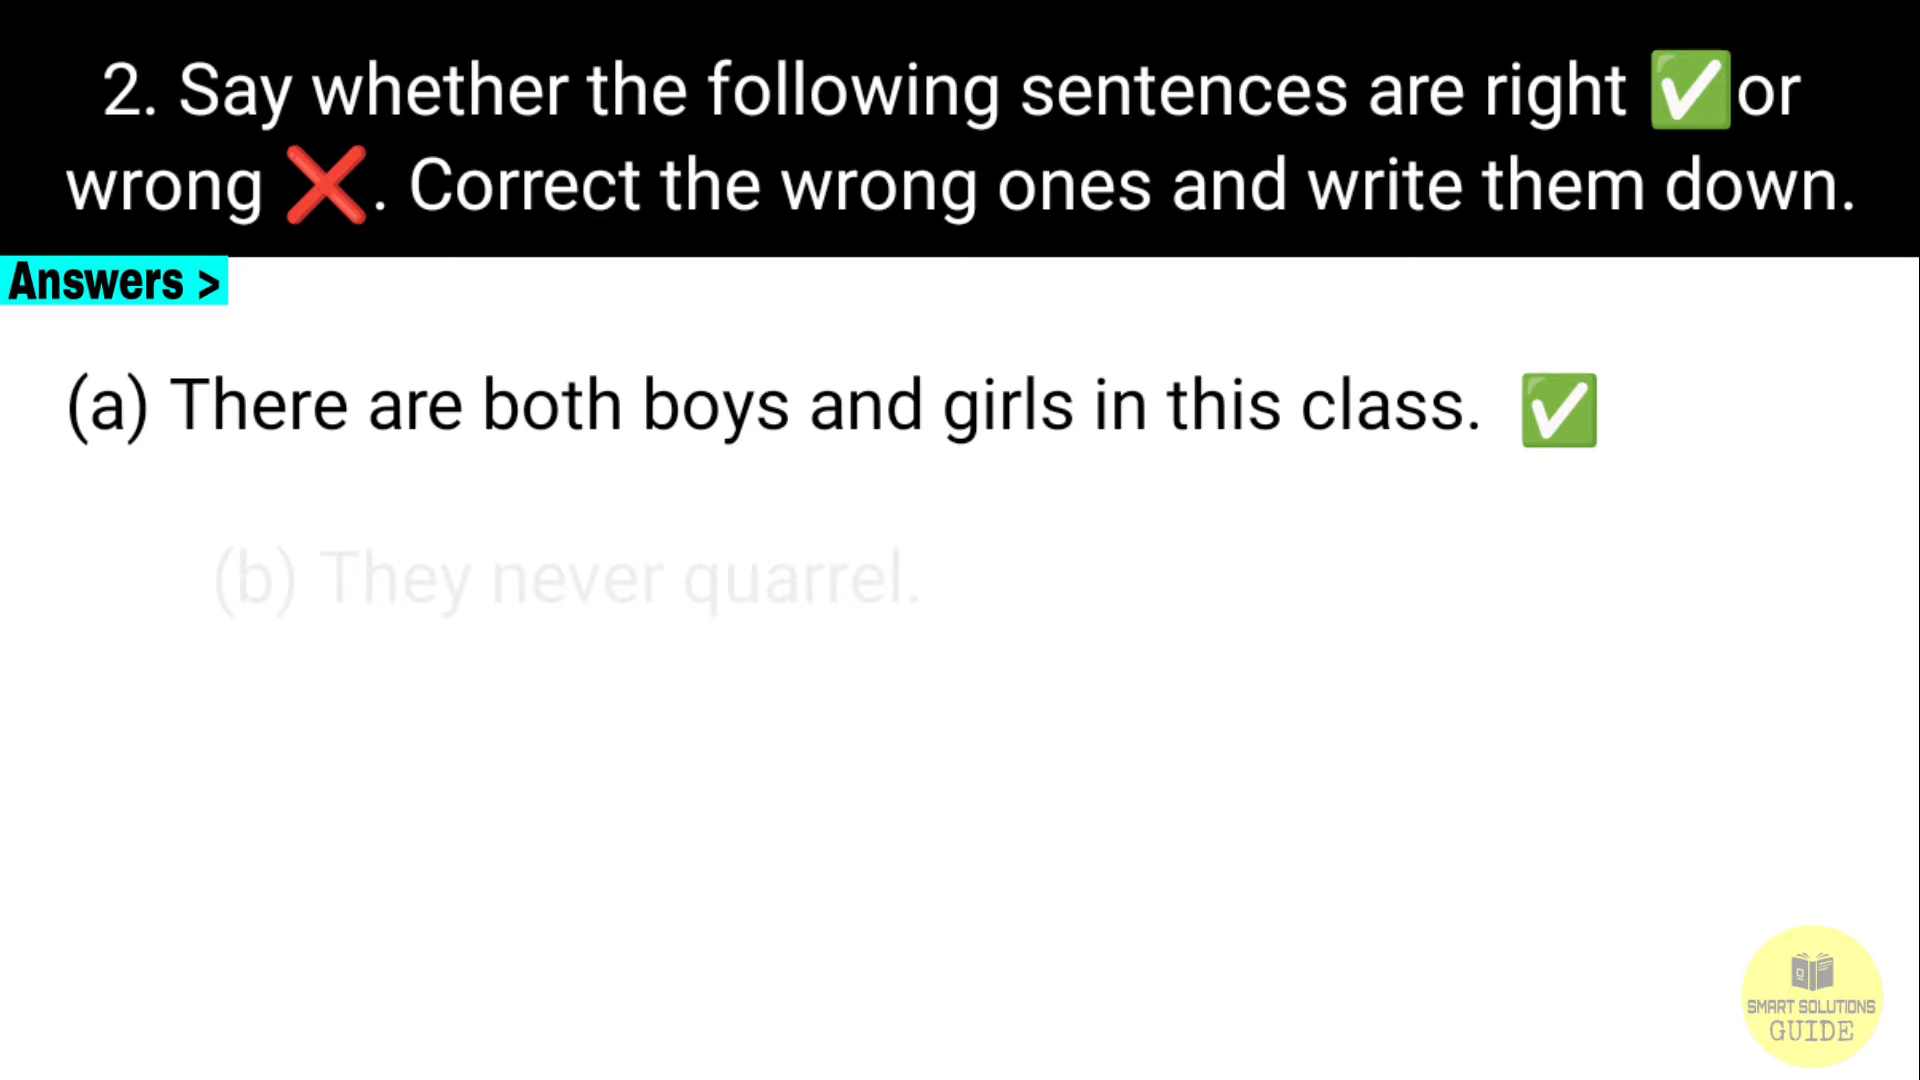 2. Say whether the following sentences are right ✅ or
wrong ❌. Correct the wrong ones and write them down.
Answers >
(a) There are both boys and girls in this class. ✅
(b) They never quarrel.
SMART SOLUTIONS
GUIDE